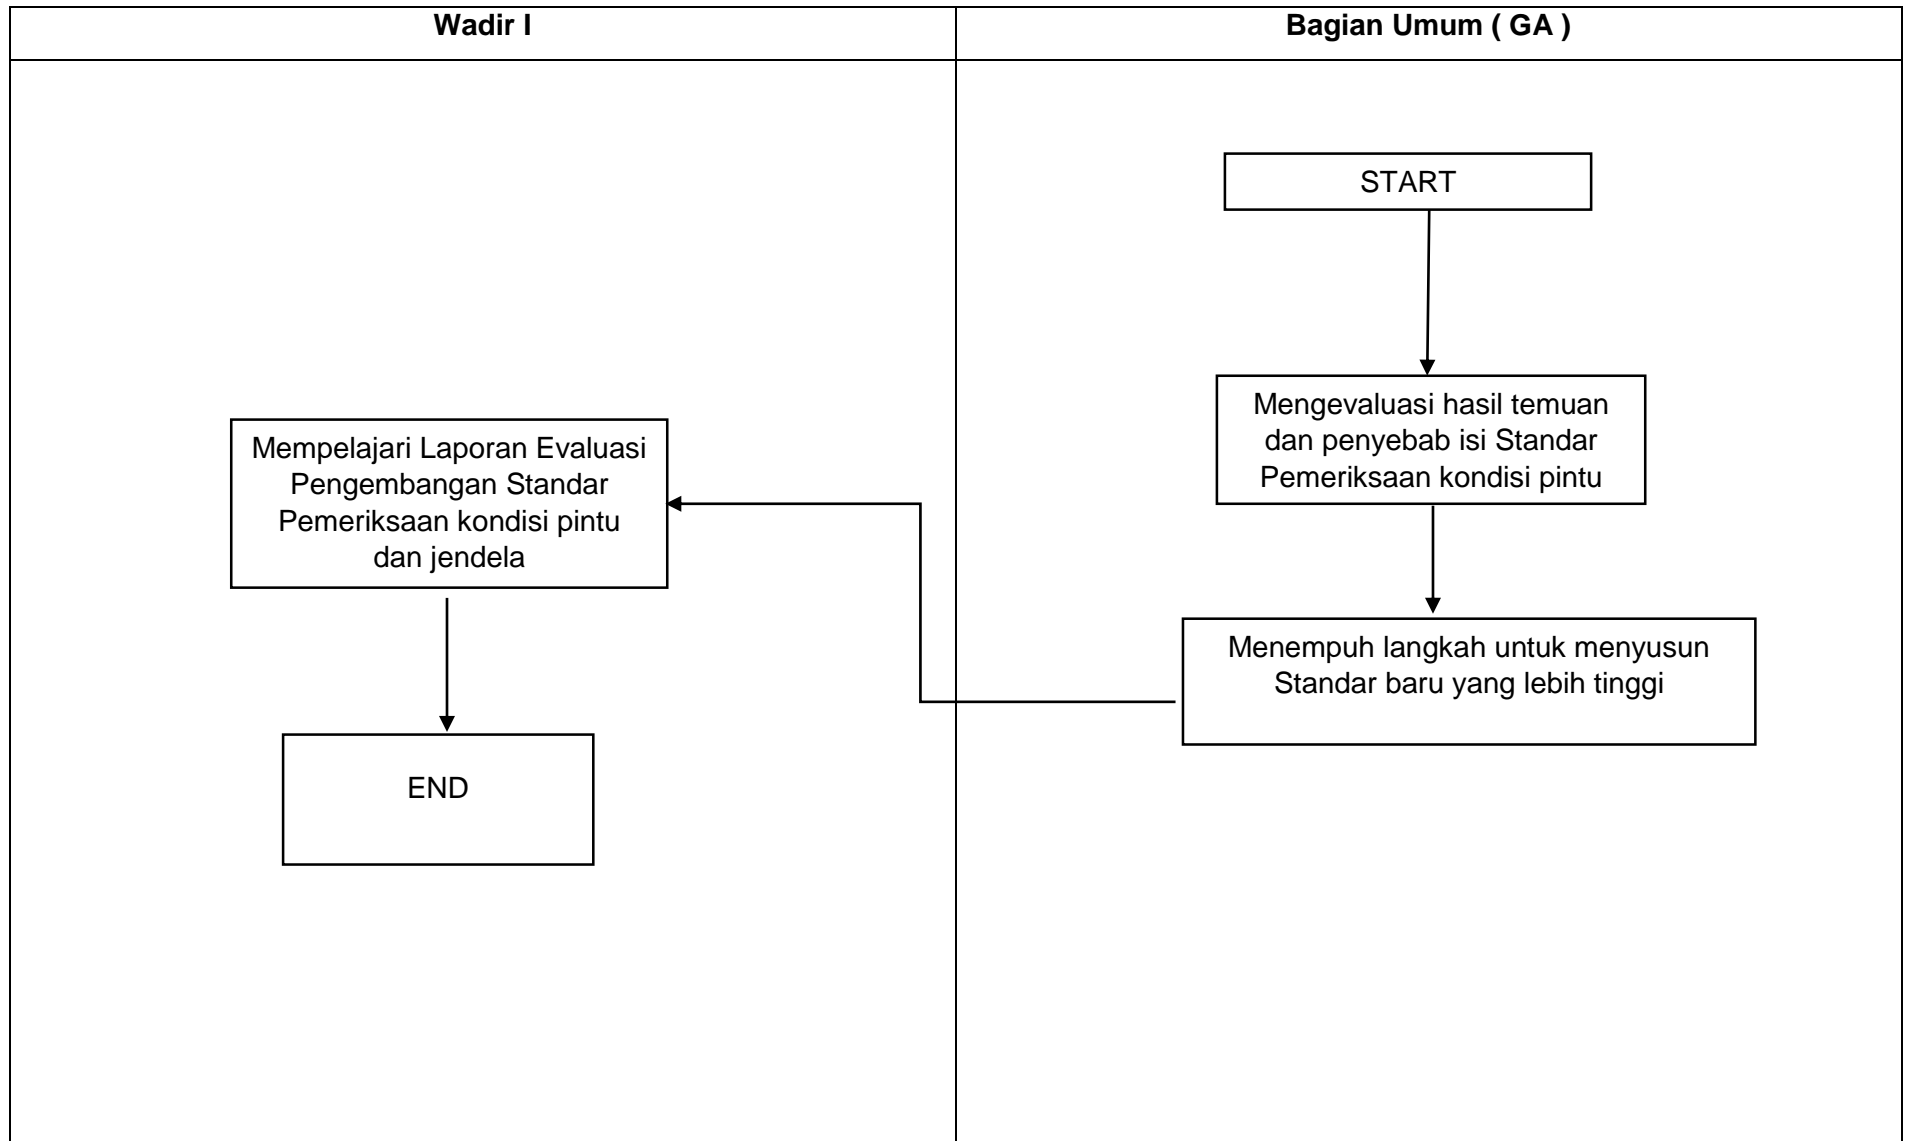 Wadir I
Bagian Umum ( GA )
START
Mengevaluasi hasil temuan
dan penyebab isi Standar
Pemeriksaan kondisi pintu
Mempelajari Laporan Evaluasi
Pengembangan Standar
Pemeriksaan kondisi pintu
dan jendela
Menempuh langkah untuk menyusun
Standar baru yang lebih tinggi
END